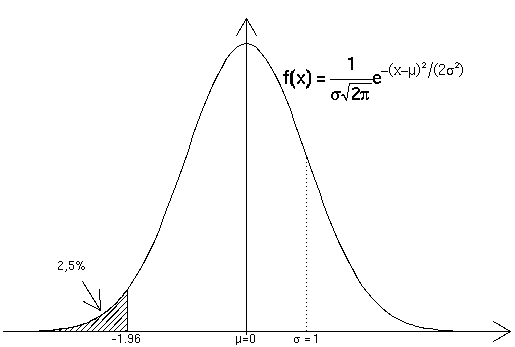 f(x) = 1/(σ√2π) e^–(x–μ)²/(2σ²)
2,5%
-1.96
μ=0
σ = 1